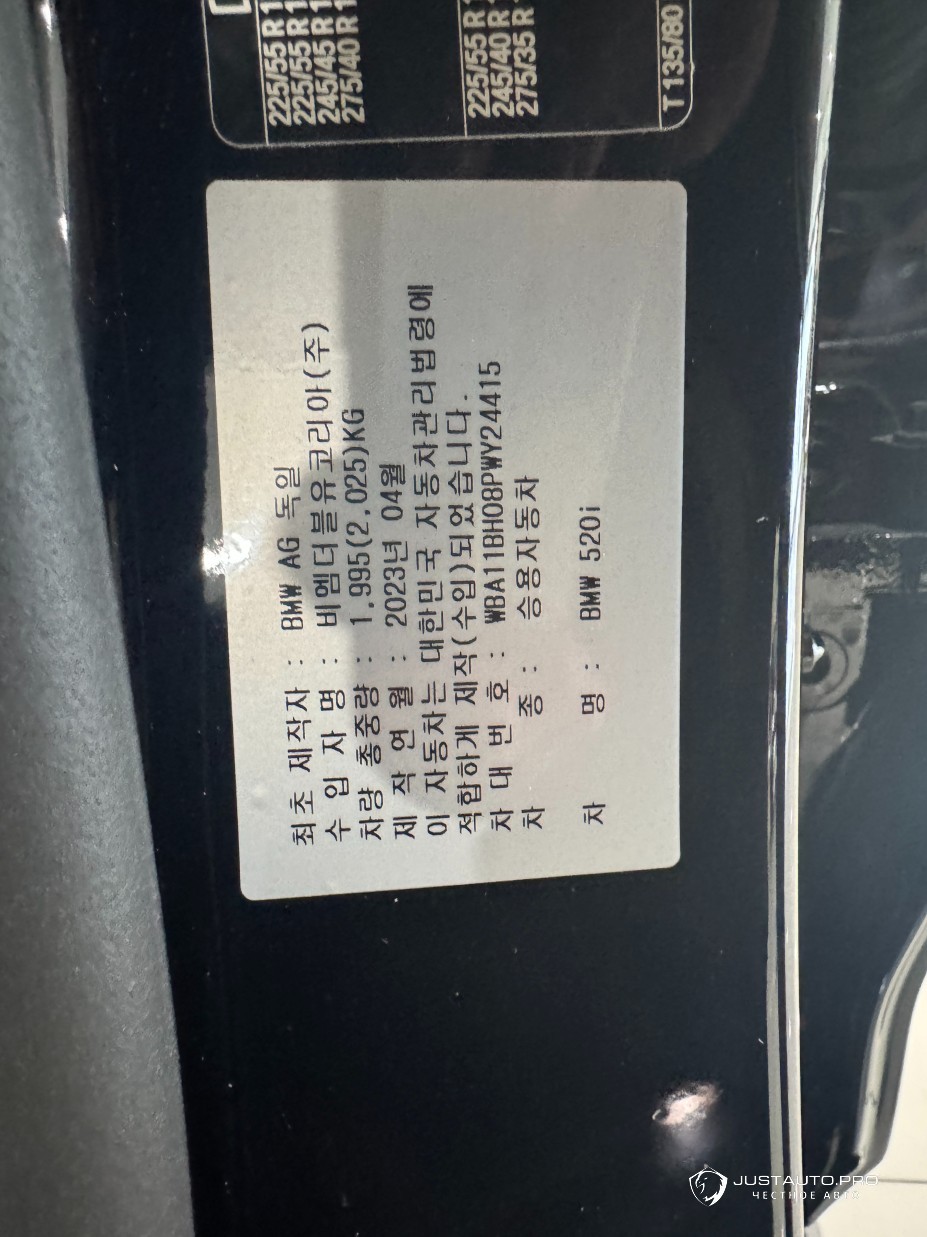 최초 제작자 : BMW AG 독일
수 입 자 명 : 비엠더블유코리아(주)
차량 총중량 : 1,995(2,025)KG
제 작 연 월 : 2023년 04월
이 자동차는 대한민국 자동차관리법령에
적합하게 제작(수입)되었습니다.
차 대 번 호 : WBA11BH08PWY24415
차 종 : 승용자동차
차 명 : BMW 520i
225/55 R 1
225/55 R 1
245/45 R 1
275/40 R 1
225/55 R 1
245/40 R
275/35 R
T 135/80
JUSTAUTO.PRO
ЧЕСТНОЕ АВТО